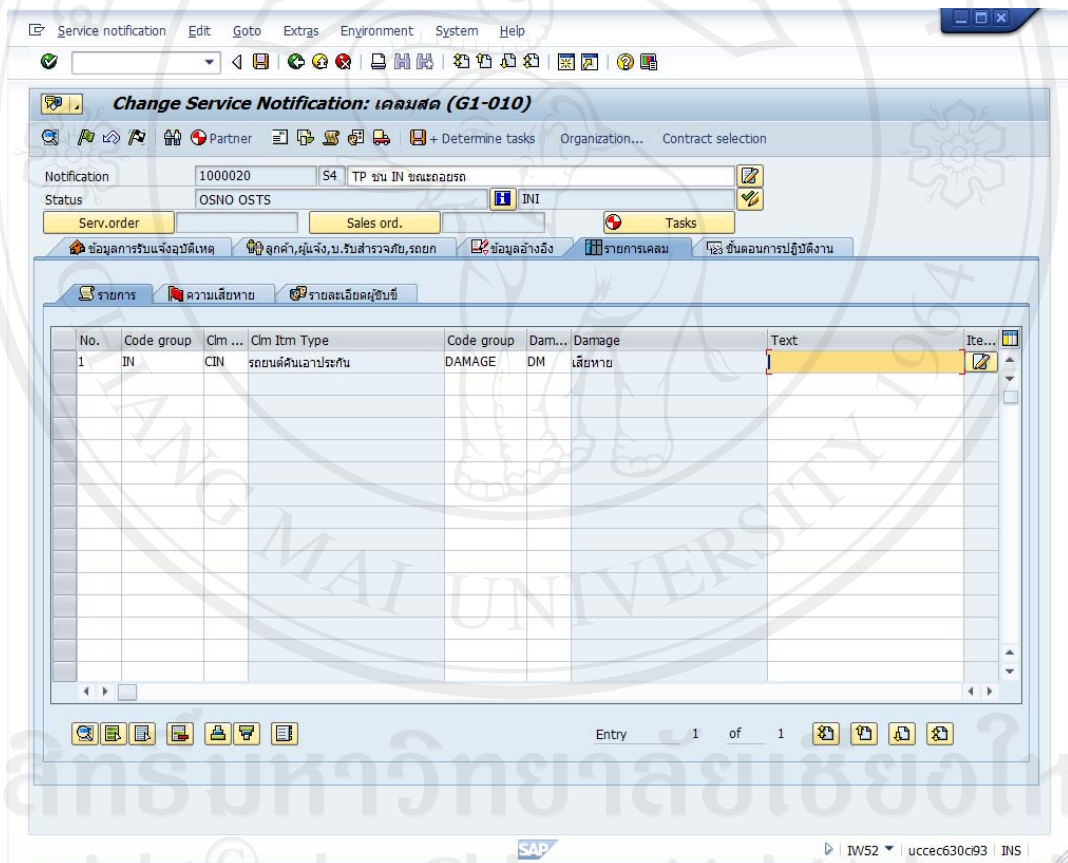 Service notification Edit Goto Extras Environment System Help
Change Service Notification: เคลมสด (G1-010)
Partner + Determine tasks Organization... Contract selection
Notification 1000020 S4 TP ชน IN ขณะถอยรถ
Status OSNO OSTS INI
Serv.order Sales ord. Tasks
ข้อมูลการรับแจ้งอุบัติเหตุ ลูกค้า,ผู้แจ้ง,บ.รับสำรวจภัย,รถยก ข้อมูลอ้างอิง รายการเคลม ขั้นตอนการปฏิบัติงาน
รายการ ความเสียหาย รายละเอียดผู้ขับขี่
No. Code group Clm ... Clm Itm Type Code group Dam... Damage Text Ite...
1 IN CIN รถยนต์คันเอาประกัน DAMAGE DM เสียหาย
CHIANG MAI UNIVERSITY 1964
Entry 1 of 1
SAP
IW52 uccec630ci93 INS